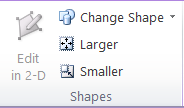 Edit
in 2-D
Change Shape
Larger
Smaller
Shapes